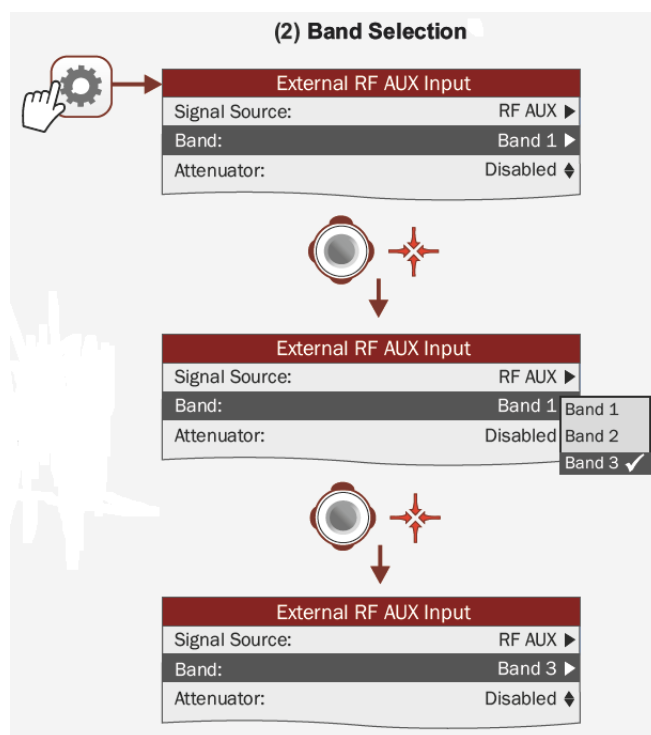 (2) Band Selection
External RF AUX Input
Signal Source: RF AUX ▶
Band: Band 1 ▶
Attenuator: Disabled
External RF AUX Input
Signal Source: RF AUX ▶
Band: Band 1
Band 1
Attenuator: Disabled
Band 2
Band 3 ✓
External RF AUX Input
Signal Source: RF AUX ▶
Band: Band 3 ▶
Attenuator: Disabled